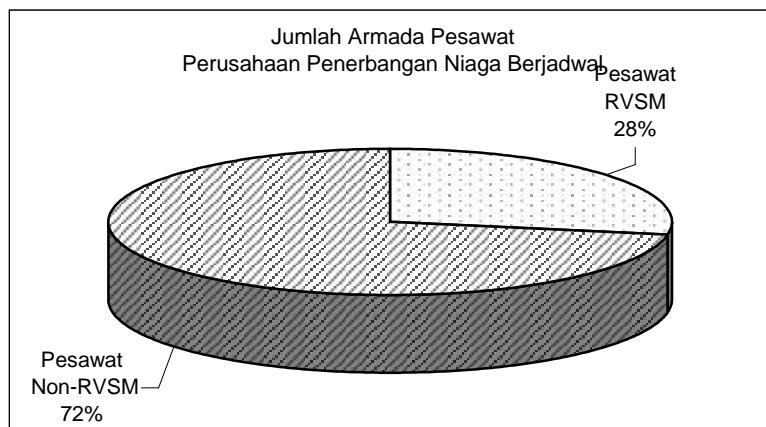 Jumlah Armada Pesawat
Perusahaan Penerbangan Niaga Berjadwal
Pesawat
RVSM
28%
Pesawat
Non-RVSM
72%